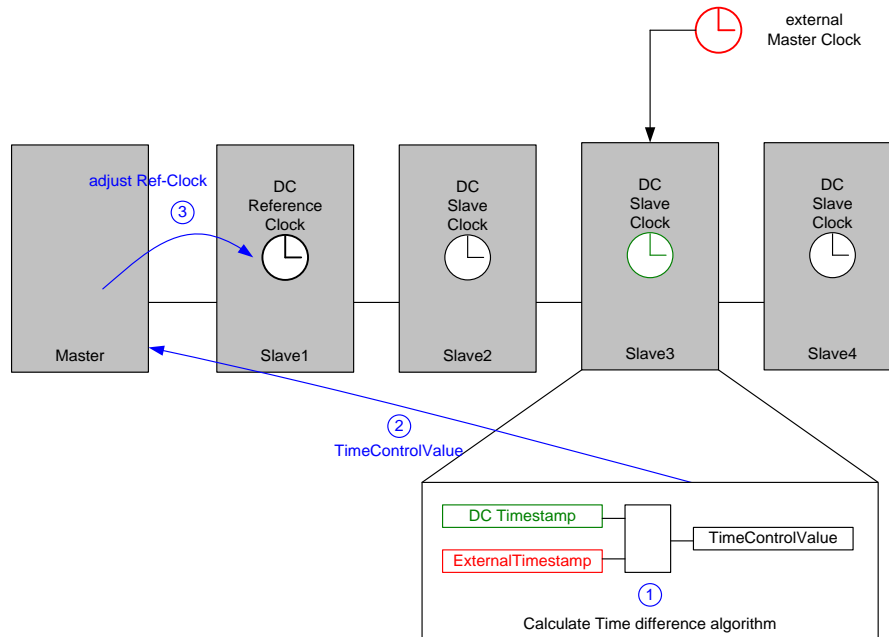 external
Master Clock
adjust Ref-Clock
3
DC
Reference
Clock
DC
Slave
Clock
DC
Slave
Clock
DC
Slave
Clock
Master
Slave1
Slave2
Slave3
Slave4
2
TimeControlValue
DC Timestamp
ExternalTimestamp
TimeControlValue
1
Calculate Time difference algorithm